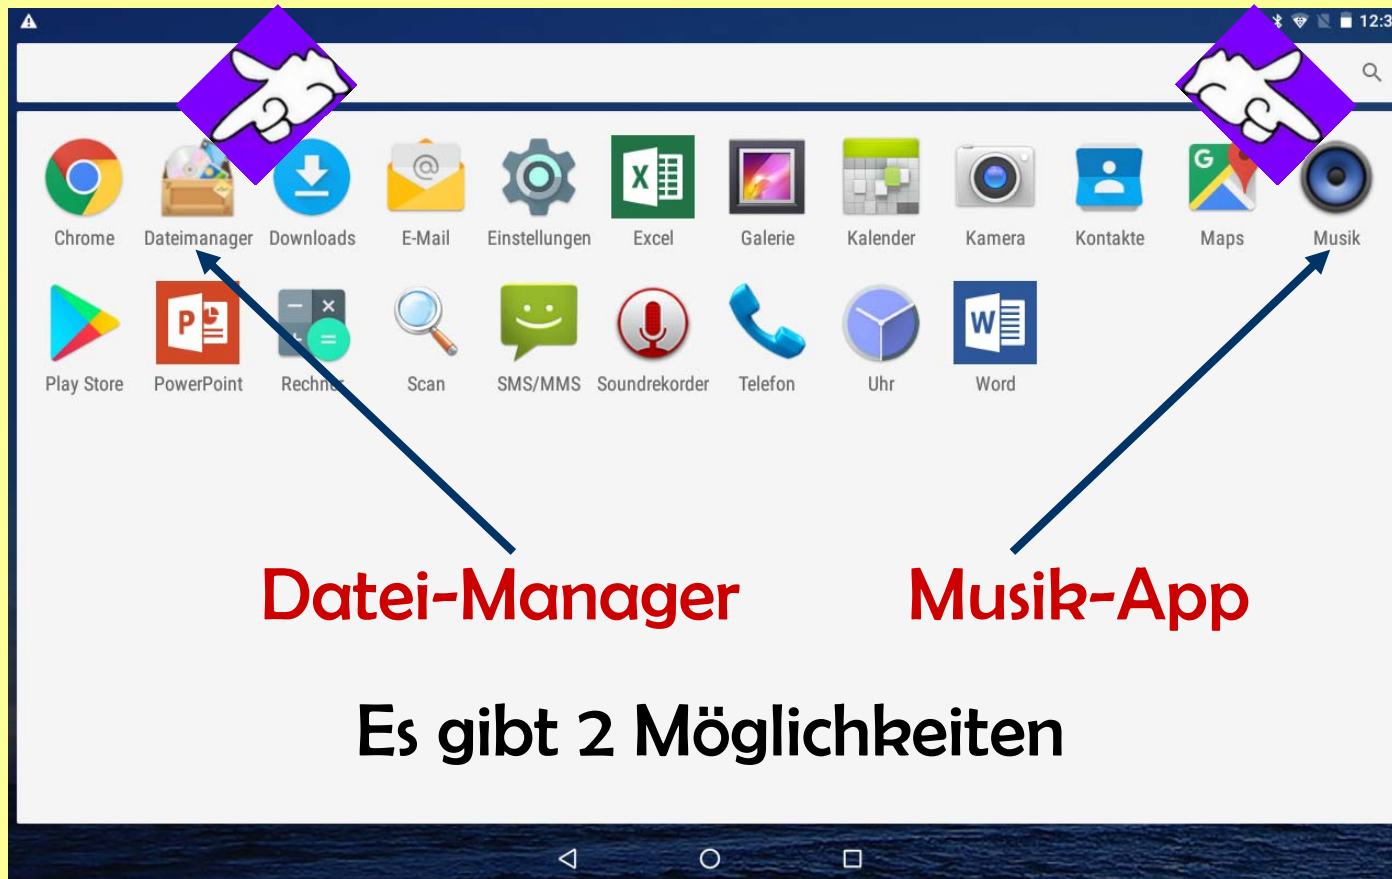 12:3
Chrome Dateimanager Downloads E-Mail Einstellungen Excel Galerie Kalender Kamera Kontakte Maps Musik
Play Store PowerPoint Rechner Scan SMS/MMS Soundrekorder Telefon Uhr Word
Datei-Manager Musik-App
Es gibt 2 Möglichkeiten